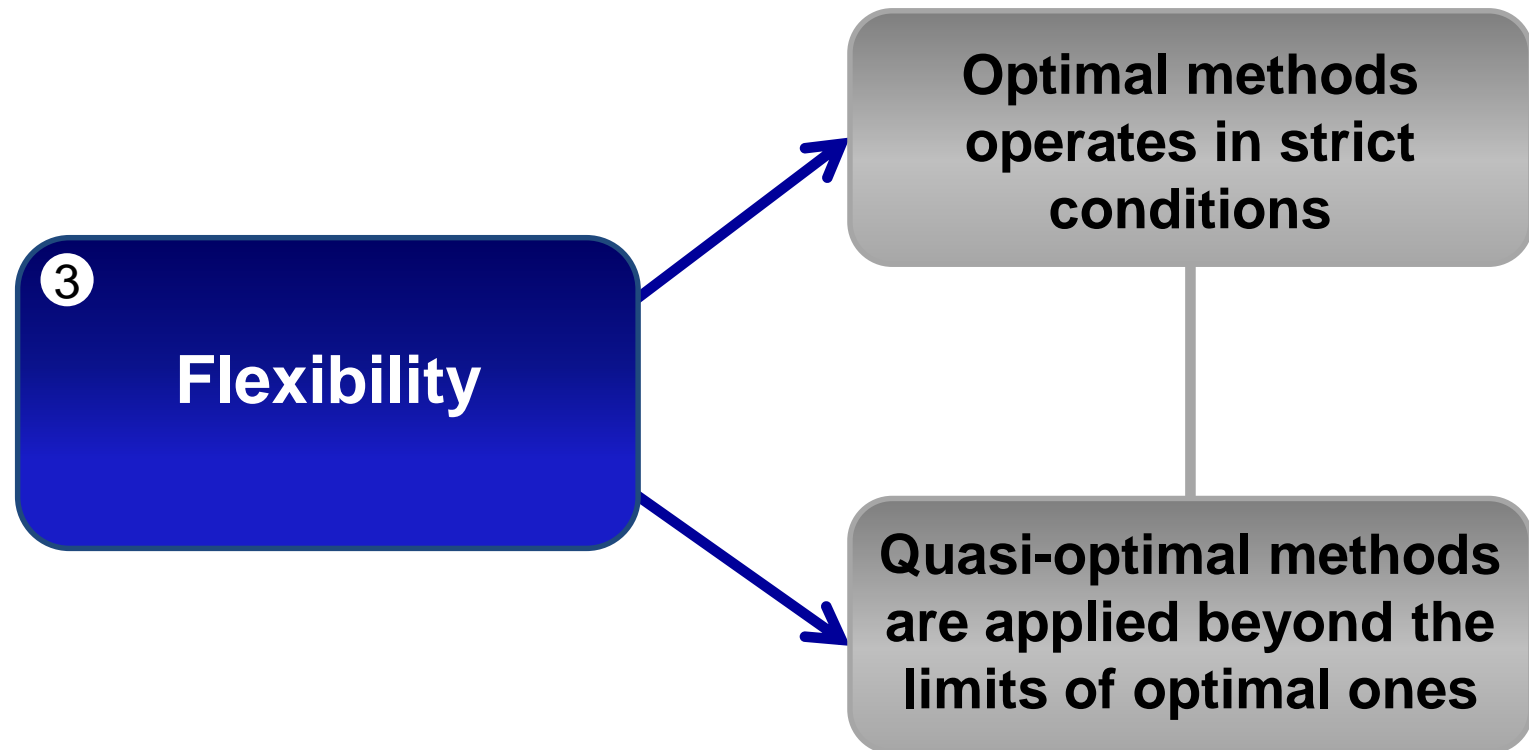 Optimal methods
operates in strict
conditions
3
Flexibility
Quasi-optimal methods
are applied beyond the
limits of optimal ones